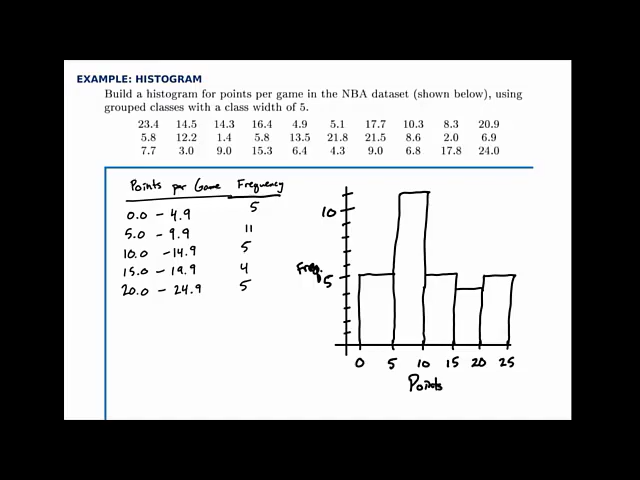 EXAMPLE: HISTOGRAM
Build a histogram for points per game in the NBA dataset (shown below), using
grouped classes with a class width of 5.
23.4 14.5 14.3 16.4 4.9 5.1 17.7 10.3 8.3 20.9
5.8 12.2 1.4 5.8 13.5 21.8 21.5 8.6 2.0 6.9
7.7 3.0 9.0 15.3 6.4 4.3 9.0 6.8 17.8 24.0
Points per Game Frequency
0.0 - 4.9 5
5.0 - 9.9 11
10.0 - 14.9 5
15.0 - 19.9 4
20.0 - 24.9 5
10
Freq.
5
0 5 10 15 20 25
Points